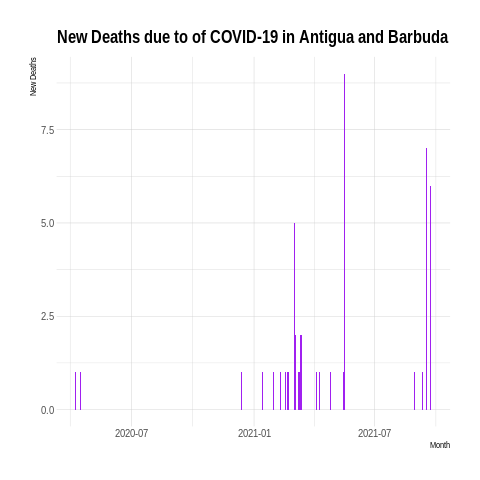 New Deaths due to of COVID-19 in Antigua and Barbuda
New Deaths
7.5
5.0
2.5
0.0
2020-07 2021-01 2021-07
Month